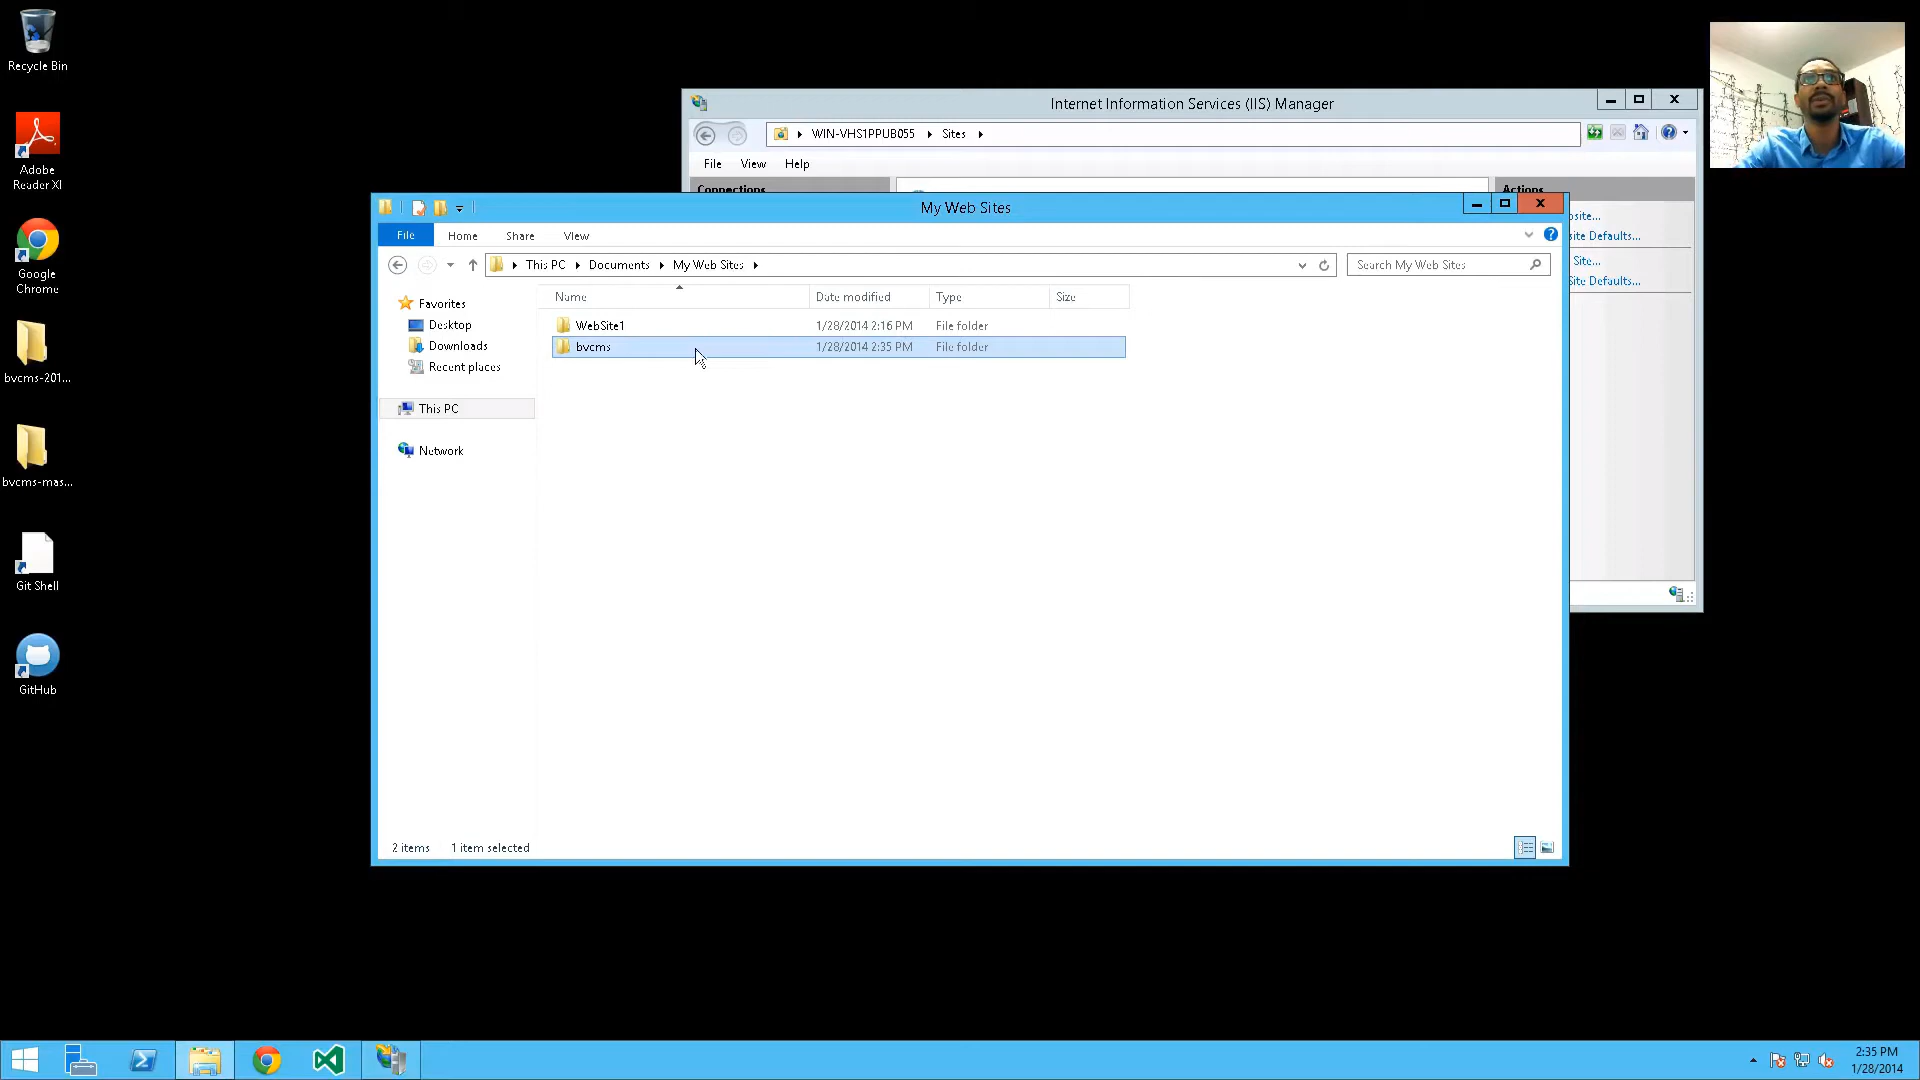 Recycle Bin
Adobe
Reader XI
Google
Chrome
bvcms-201...
bvcms-mas...
Git Shell
GitHub
Internet Information Services (IIS) Manager
WIN-VHS1PPUB055 Sites
File View Help
Connections
Actions
Site...
site Defaults...
Site...
Site Defaults...
My Web Sites
File Home Share View
This PC Documents My Web Sites
Search My Web Sites
Name Date modified Type Size
WebSite1 1/28/2014 2:16 PM File folder
bvcms 1/28/2014 2:35 PM File folder
Favorites
Desktop
Downloads
Recent places
This PC
Network
2 items 1 item selected
2:35 PM
1/28/2014